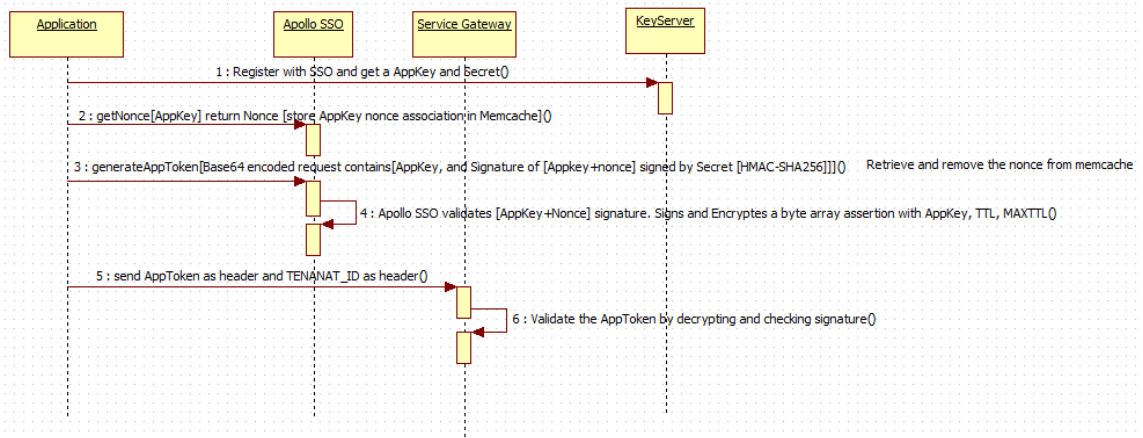 Application
Apollo SSO
Service Gateway
KeyServer
1 : Register with SSO and get a AppKey and Secret()
2 : getNonce[AppKey] return Nonce [store AppKey nonce association in Memcache]()
3 : generateAppToken[Base64 encoded request contains[AppKey, and Signature of [Appkey+nonce] signed by Secret [HMAC-SHA256]]]()
Retrieve and remove the nonce from memcache
4 : Apollo SSO validates [AppKey+Nonce] signature. Signs and Encryptes a byte array assertion with AppKey, TTL, MAXTTL()
5 : send AppToken as header and TENANAT_ID as header()
6 : Validate the AppToken by decrypting and checking signature()